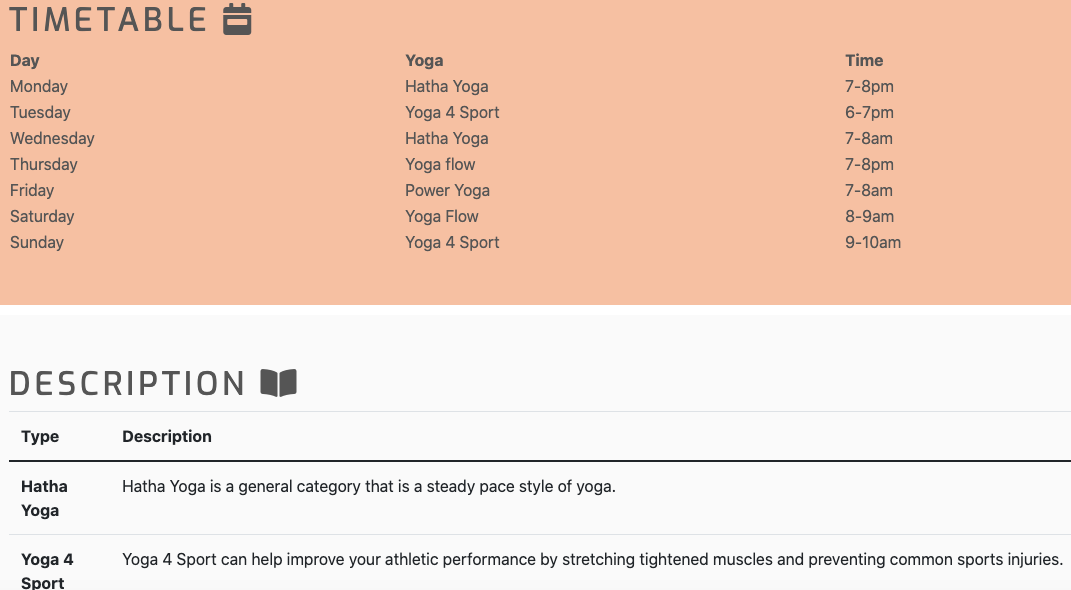 TIMETABLE
Day Yoga Time
Monday Hatha Yoga 7-8pm
Tuesday Yoga 4 Sport 6-7pm
Wednesday Hatha Yoga 7-8am
Thursday Yoga flow 7-8pm
Friday Power Yoga 7-8am
Saturday Yoga Flow 8-9am
Sunday Yoga 4 Sport 9-10am
DESCRIPTION
Type Description
Hatha Yoga is a general category that is a steady pace style of yoga.
Hatha
Yoga
Yoga 4 Sport can help improve your athletic performance by stretching tightened muscles and preventing common sports injuries.
Yoga 4
Sport